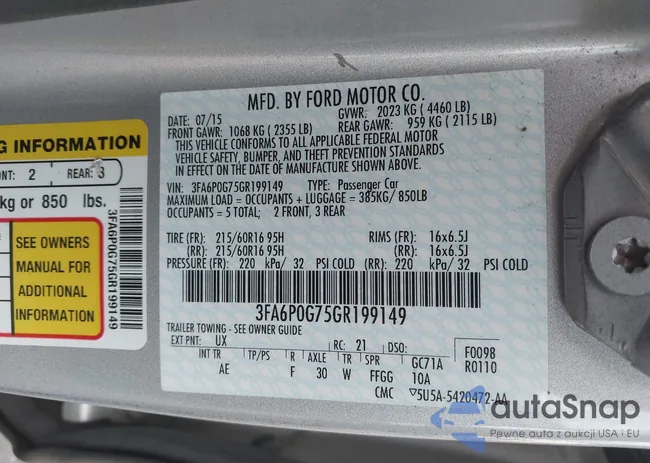 G INFORMATION
NT: 2 REAR: 3
kg or 850 lbs.
SEE OWNERS
MANUAL FOR
ADDITIONAL
INFORMATION
3FA6P0G75GR199149
MFD. BY FORD MOTOR CO.
DATE: 07/15 GVWR: 2023 KG ( 4460 LB)
FRONT GAWR: 1068 KG ( 2355 LB) REAR GAWR: 959 KG ( 2115 LB)
THIS VEHICLE CONFORMS TO ALL APPLICABLE FEDERAL MOTOR
VEHICLE SAFETY, BUMPER, AND THEFT PREVENTION STANDARDS
IN EFFECT ON THE DATE OF MANUFACTURE SHOWN ABOVE.
VIN: 3FA6P0G75GR199149 TYPE: Passenger Car
MAXIMUM LOAD = OCCUPANTS + LUGGAGE = 385KG/ 850LB
OCCUPANTS = 5 TOTAL; 2 FRONT, 3 REAR
TIRE (FR): 215/60R16 95H RIMS (FR): 16x6.5J
(RR): 215/60R16 95H (RR): 16x6.5J
PRESSURE (FR): 220 kPa/ 32 PSI COLD (RR): 220 kPa/ 32 PSI COLD
3FA6P0G75GR199149
TRAILER TOWING - SEE OWNER GUIDE
EXT PNT: UX RC: 21 DSO: F0098
INT TR TP/PS R AXLE TR SPR GC71A R0110
AE F 30 W FFGG 10A
CMC 5U5A-5420472-AA
autoSnap
Pewne auto z aukcji USA i EU